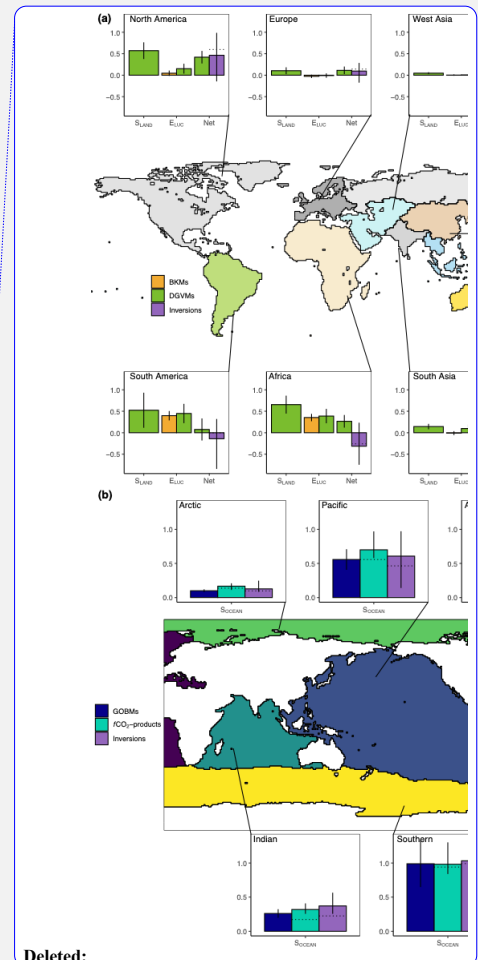 (a)
North America
Europe
West Asia
1.0
0.5
0.0
−0.5
1.0
0.5
0.0
−0.5
1.0
0.5
0.0
−0.5
SLAND
ELUC
Net
SLAND
ELUC
Net
SLAND
ELUC
BKMs
DGVMs
Inversions
South America
Africa
South Asia
1.0
0.5
0.0
−0.5
1.0
0.5
0.0
−0.5
1.0
0.5
0.0
−0.5
SLAND
ELUC
Net
SLAND
ELUC
Net
SLAND
ELUC
(b)
Arctic
Pacific
1.0
0.5
0.0
1.0
0.5
0.0
1.0
0.5
0.0
SOCEAN
SOCEAN
GOBMs
fCO2−products
Inversions
Indian
Southern
1.0
0.5
0.0
1.0
0.5
0.0
SOCEAN
SOCEAN
Deleted: